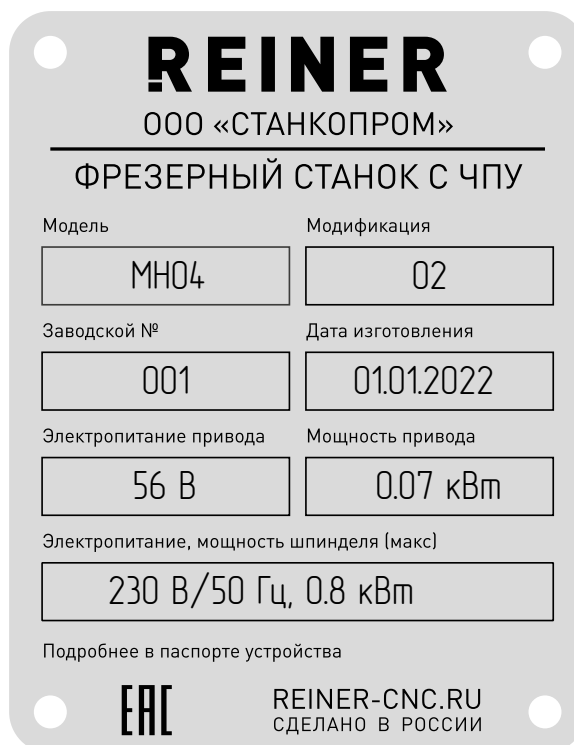 REINER
ООО «СТАНКОПРОМ»
ФРЕЗЕРНЫЙ СТАНОК С ЧПУ
Модель Модификация
МН04 02
Заводской № Дата изготовления
001 01.01.2022
Электропитание привода Мощность привода
56 В 0.07 кВт
Электропитание, мощность шпинделя (макс)
230 В/50 Гц, 0.8 кВт
Подробнее в паспорте устройства
EAC REINER-CNC.RU
СДЕЛАНО В РОССИИ